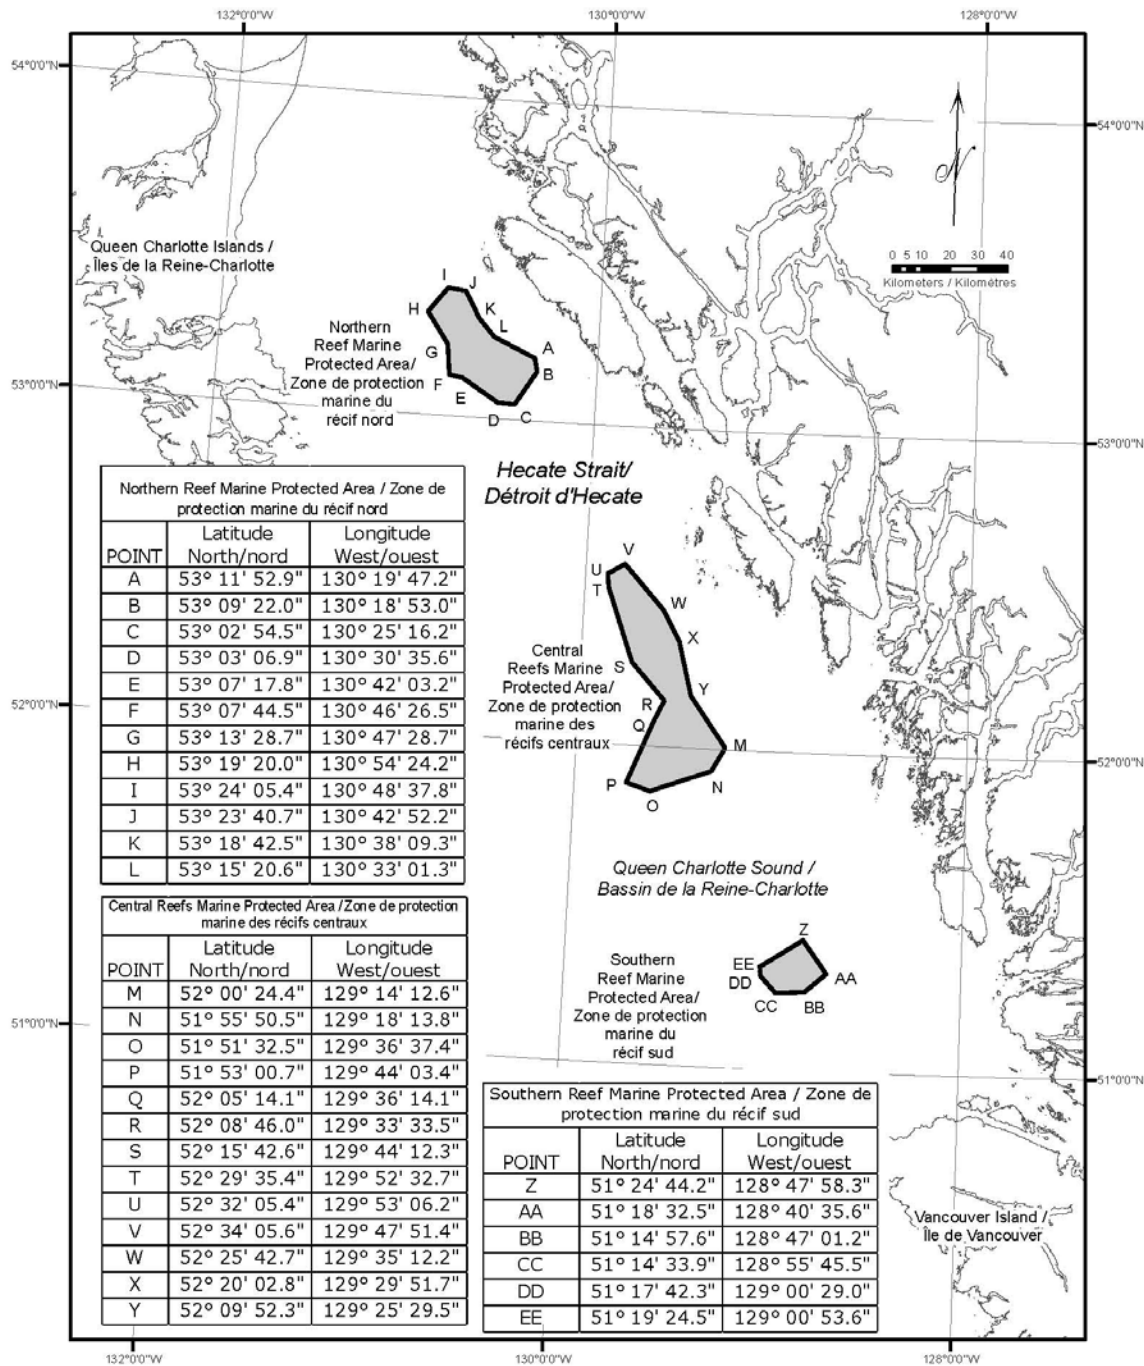 132°0'0"W
130°0'0"W
128°0'0"W
54°0'0"N
54°0'0"N
0 5 10 20 30 40
Kilometers / Kilomètres
Queen Charlotte Islands /
Îles de la Reine-Charlotte
I
J
H
K
L
G
A
B
F
E
D
C
Northern
Reef Marine
Protected Area/
Zone de protection
marine du
récif nord
53°0'0"N
53°0'0"N
Hecate Strait/
Détroit d'Hecate
Northern Reef Marine Protected Area / Zone de
protection marine du récif nord
POINT Latitude North/nord Longitude West/ouest
A 53° 11' 52.9" 130° 19' 47.2"
B 53° 09' 22.0" 130° 18' 53.0"
C 53° 02' 54.5" 130° 25' 16.2"
D 53° 03' 06.9" 130° 30' 35.6"
E 53° 07' 17.8" 130° 42' 03.2"
F 53° 07' 44.5" 130° 46' 26.5"
G 53° 13' 28.7" 130° 47' 28.7"
H 53° 19' 20.0" 130° 54' 24.2"
I 53° 24' 05.4" 130° 48' 37.8"
J 53° 23' 40.7" 130° 42' 52.2"
K 53° 18' 42.5" 130° 38' 09.3"
L 53° 15' 20.6" 130° 33' 01.3"
V
U
T
W
X
S
Y
R
Q
M
P
N
O
Central
Reefs Marine
Protected Area/
Zone de protection
marine des
récifs centraux
52°0'0"N
52°0'0"N
Queen Charlotte Sound /
Bassin de la Reine-Charlotte
Central Reefs Marine Protected Area /Zone de protection
marine des récifs centraux
POINT Latitude North/nord Longitude West/ouest
M 52° 00' 24.4" 129° 14' 12.6"
N 51° 55' 50.5" 129° 18' 13.8"
O 51° 51' 32.5" 129° 36' 37.4"
P 51° 53' 00.7" 129° 44' 03.4"
Q 52° 05' 14.1" 129° 36' 14.1"
R 52° 08' 46.0" 129° 33' 33.5"
S 52° 15' 42.6" 129° 44' 12.3"
T 52° 29' 35.4" 129° 52' 32.7"
U 52° 32' 05.4" 129° 53' 06.2"
V 52° 34' 05.6" 129° 47' 51.4"
W 52° 25' 42.7" 129° 35' 12.2"
X 52° 20' 02.8" 129° 29' 51.7"
Y 52° 09' 52.3" 129° 25' 29.5"
Z
EE
DD
AA
CC
BB
Southern
Reef Marine
Protected Area/
Zone de protection
marine du
récif sud
51°0'0"N
51°0'0"N
Southern Reef Marine Protected Area / Zone de
protection marine du récif sud
POINT Latitude North/nord Longitude West/ouest
Z 51° 24' 44.2" 128° 47' 58.3"
AA 51° 18' 32.5" 128° 40' 35.6"
BB 51° 14' 57.6" 128° 47' 01.2"
CC 51° 14' 33.9" 128° 55' 45.5"
DD 51° 17' 42.3" 129° 00' 29.0"
EE 51° 19' 24.5" 129° 00' 53.6"
Vancouver Island /
Île de Vancouver
132°0'0"W
130°0'0"W
128°0'0"W